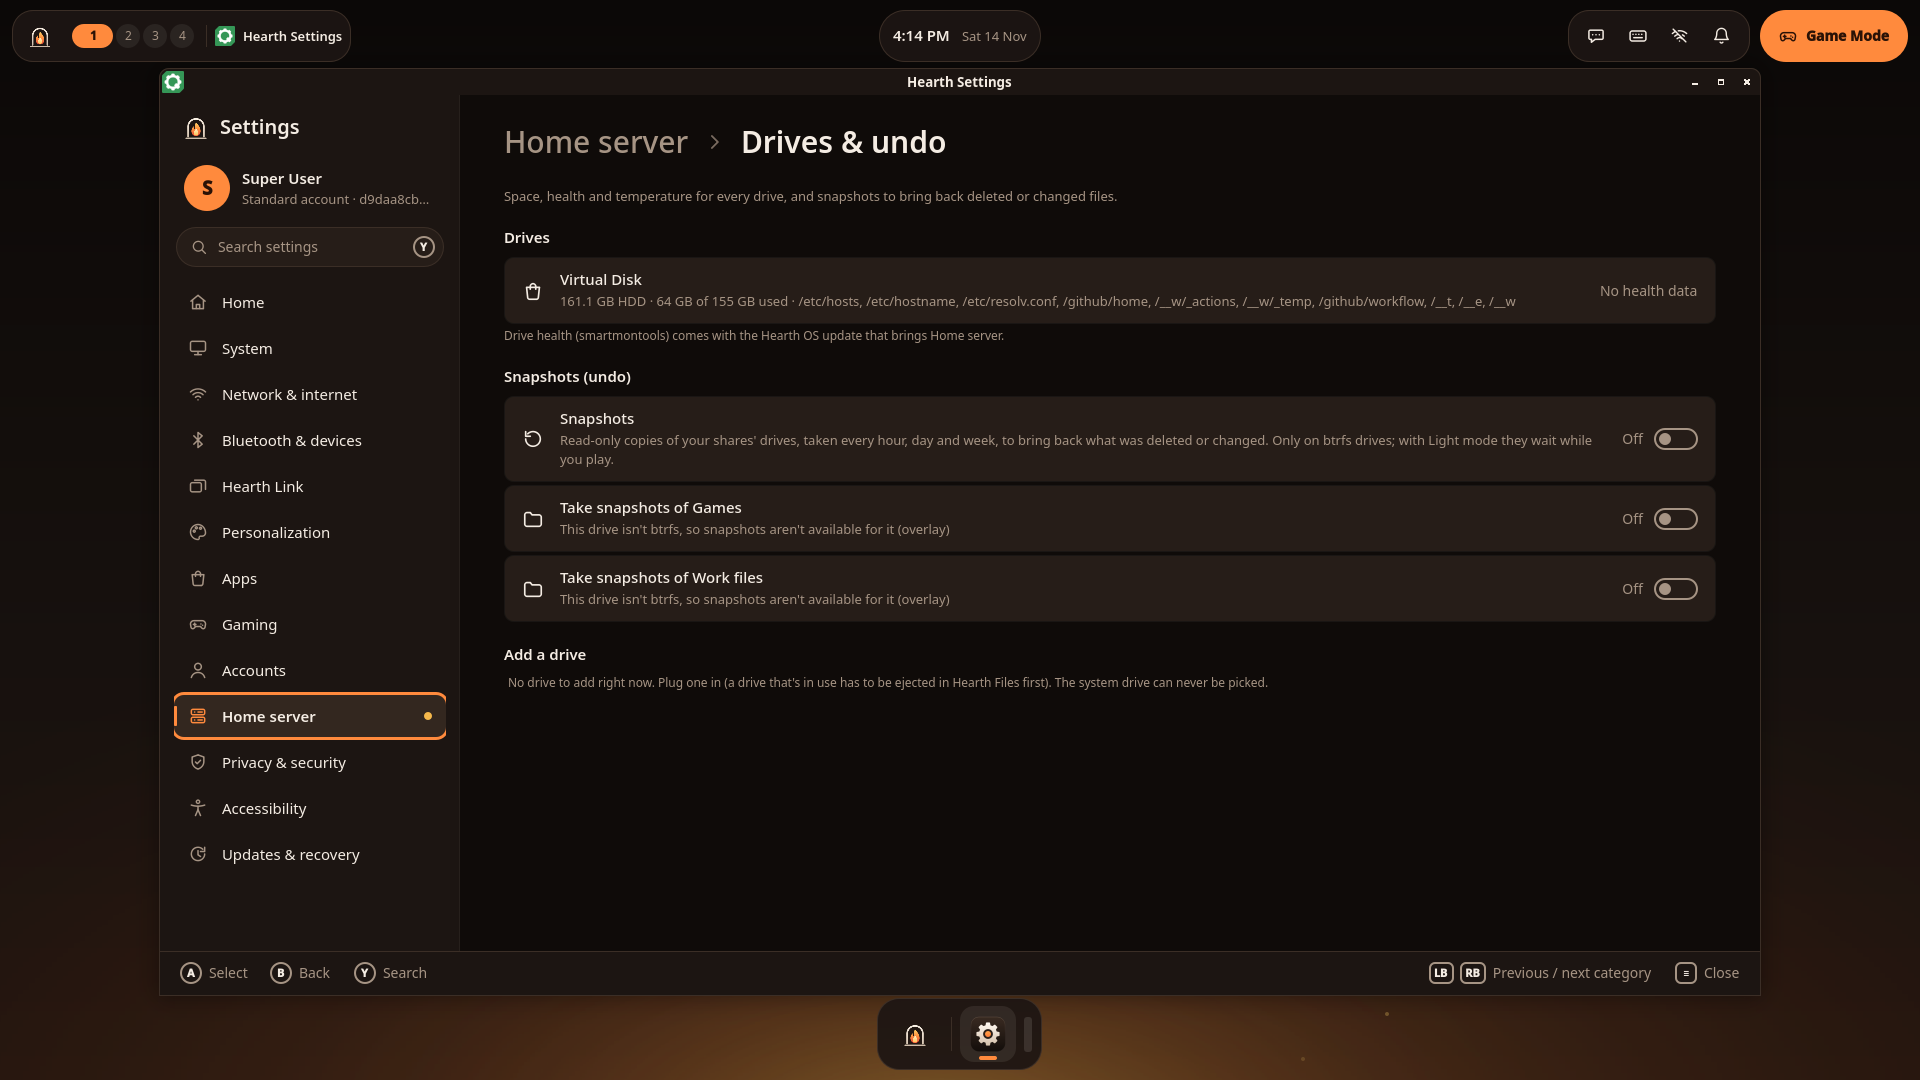 1 2 3 4 Hearth Settings
4:14 PM Sat 14 Nov
Game Mode
Hearth Settings
Settings
S
Super User
Standard account · d9daa8cb...
Search settings Y
Home
System
Network & internet
Bluetooth & devices
Hearth Link
Personalization
Apps
Gaming
Accounts
Home server
Privacy & security
Accessibility
Updates & recovery
Home server > Drives & undo
Space, health and temperature for every drive, and snapshots to bring back deleted or changed files.
Drives
Virtual Disk
161.1 GB HDD · 64 GB of 155 GB used · /etc/hosts, /etc/hostname, /etc/resolv.conf, /github/home, /__w/_actions, /__w/_temp, /github/workflow, /__t, /__e, /__w
No health data
Drive health (smartmontools) comes with the Hearth OS update that brings Home server.
Snapshots (undo)
Snapshots
Read-only copies of your shares' drives, taken every hour, day and week, to bring back what was deleted or changed. Only on btrfs drives; with Light mode they wait while
you play.
Off
Take snapshots of Games
This drive isn't btrfs, so snapshots aren't available for it (overlay)
Off
Take snapshots of Work files
This drive isn't btrfs, so snapshots aren't available for it (overlay)
Off
Add a drive
No drive to add right now. Plug one in (a drive that's in use has to be ejected in Hearth Files first). The system drive can never be picked.
A Select B Back Y Search
LB RB Previous / next category ≡ Close